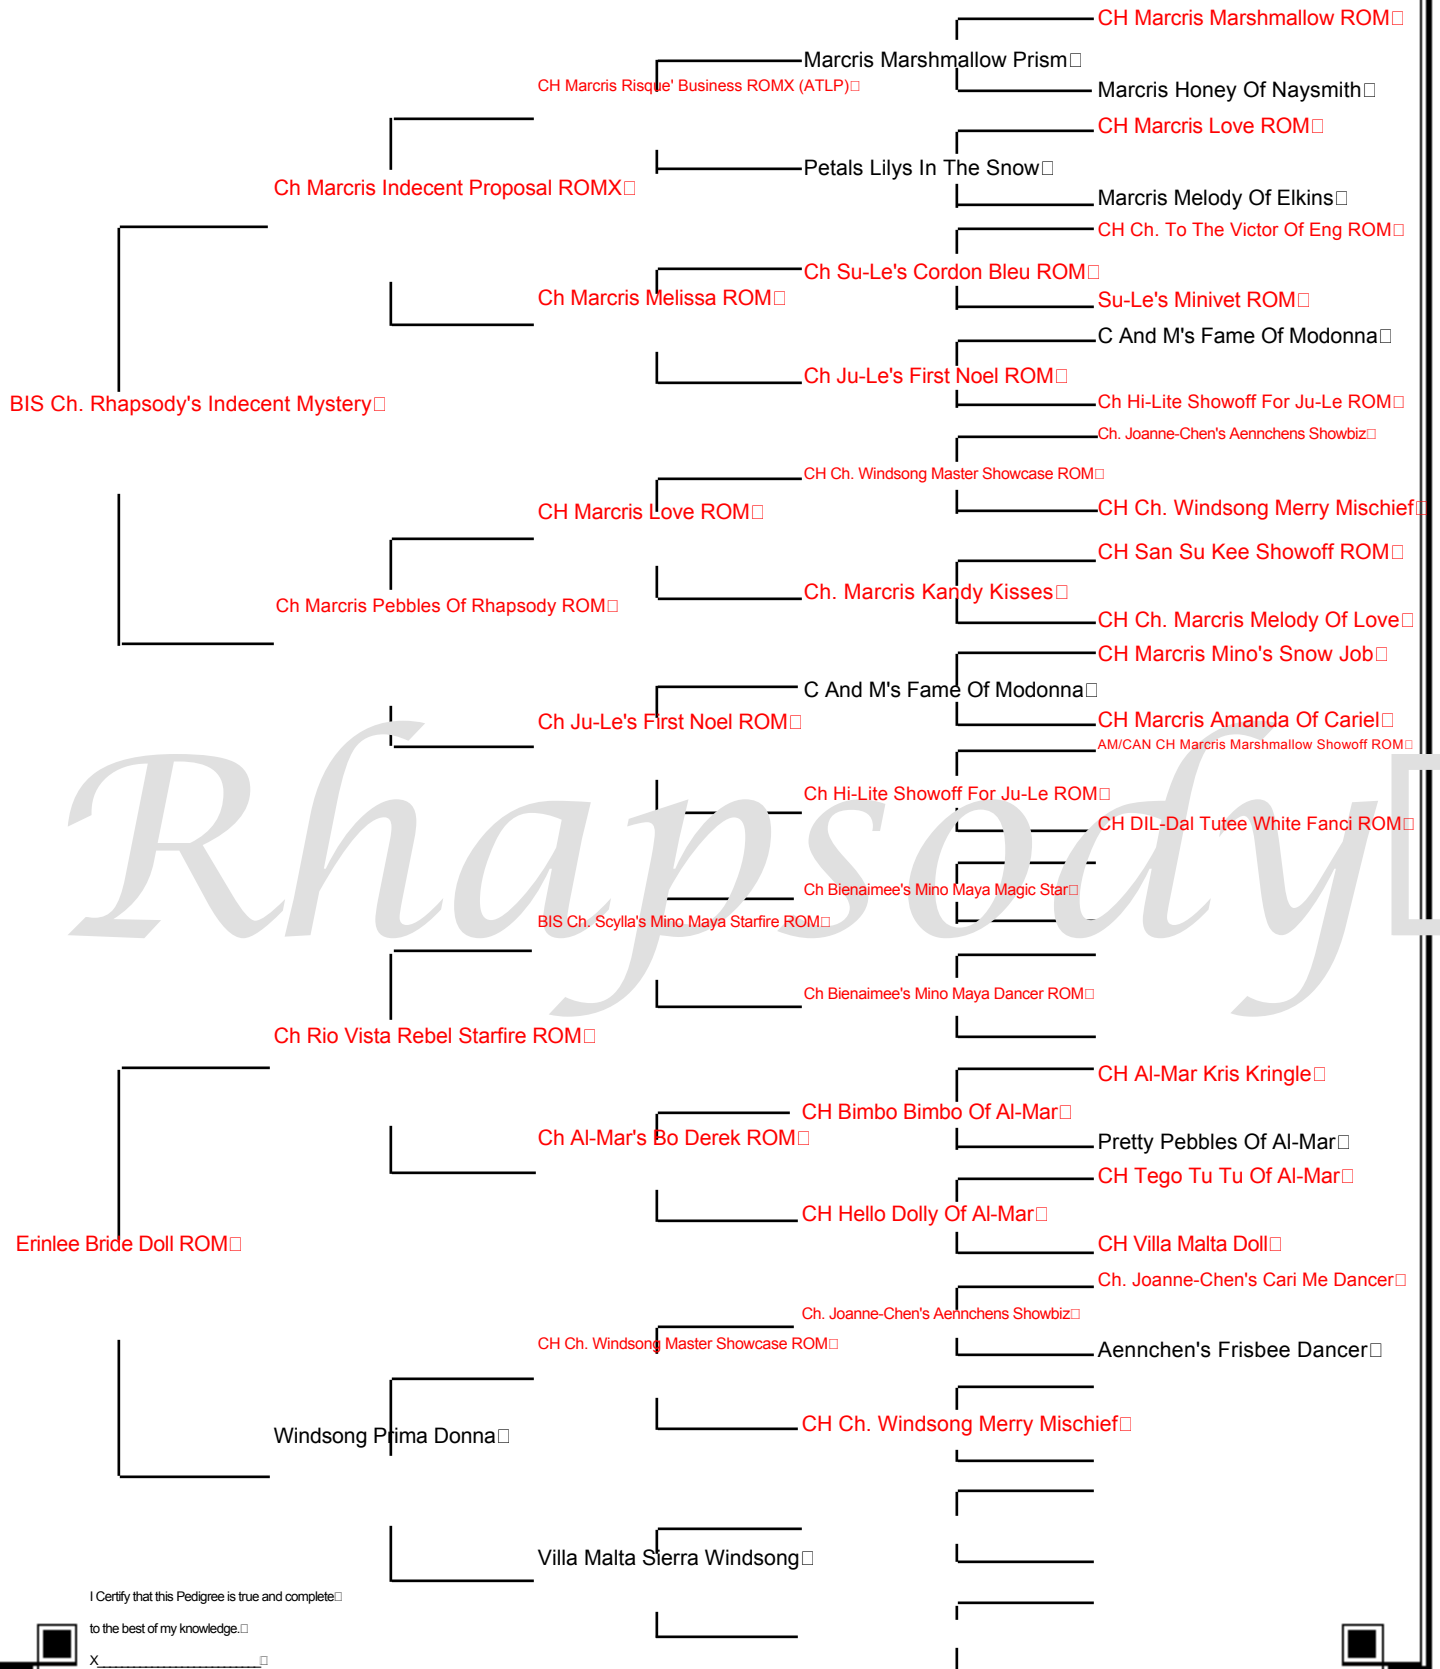 CH Marcris Marshmallow ROM
Marcris Marshmallow Prism
CH Marcris Risque' Business ROMX (ATLP)
Marcris Honey Of Naysmith
CH Marcris Love ROM
Petals Lilys In The Snow
Ch Marcris Indecent Proposal ROMX
Marcris Melody Of Elkins
CH Ch. To The Victor Of Eng ROM
Ch Su-Le's Cordon Bleu ROM
Ch Marcris Melissa ROM
Su-Le's Minivet ROM
C And M's Fame Of Modonna
Ch Ju-Le's First Noel ROM
BIS Ch. Rhapsody's Indecent Mystery
Ch Hi-Lite Showoff For Ju-Le ROM
Ch. Joanne-Chen's Aennchens Showbiz
CH Ch. Windsong Master Showcase ROM
CH Marcris Love ROM
CH Ch. Windsong Merry Mischief
CH San Su Kee Showoff ROM
Ch. Marcris Kandy Kisses
Ch Marcris Pebbles Of Rhapsody ROM
CH Ch. Marcris Melody Of Love
CH Marcris Mino's Snow Job
C And M's Fame Of Modonna
Ch Ju-Le's First Noel ROM
CH Marcris Amanda Of Cariel
AM/CAN CH Marcris Marshmallow Showoff ROM
Ch Hi-Lite Showoff For Ju-Le ROM
CH DIL-Dal Tutee White Fanci ROM
Rhapsody
Ch Bienaimee's Mino Maya Magic Star
BIS Ch. Scylla's Mino Maya Starfire ROM
Ch Bienaimee's Mino Maya Dancer ROM
Ch Rio Vista Rebel Starfire ROM
CH Al-Mar Kris Kringle
CH Bimbo Bimbo Of Al-Mar
Ch Al-Mar's Bo Derek ROM
Pretty Pebbles Of Al-Mar
CH Tego Tu Tu Of Al-Mar
CH Hello Dolly Of Al-Mar
Erinlee Bride Doll ROM
CH Villa Malta Doll
Ch. Joanne-Chen's Cari Me Dancer
Ch. Joanne-Chen's Aennchens Showbiz
CH Ch. Windsong Master Showcase ROM
Aennchen's Frisbee Dancer
CH Ch. Windsong Merry Mischief
Windsong Prima Donna
Villa Malta Sierra Windsong
I Certify that this Pedigree is true and complete
to the best of my knowledge.
X________________________